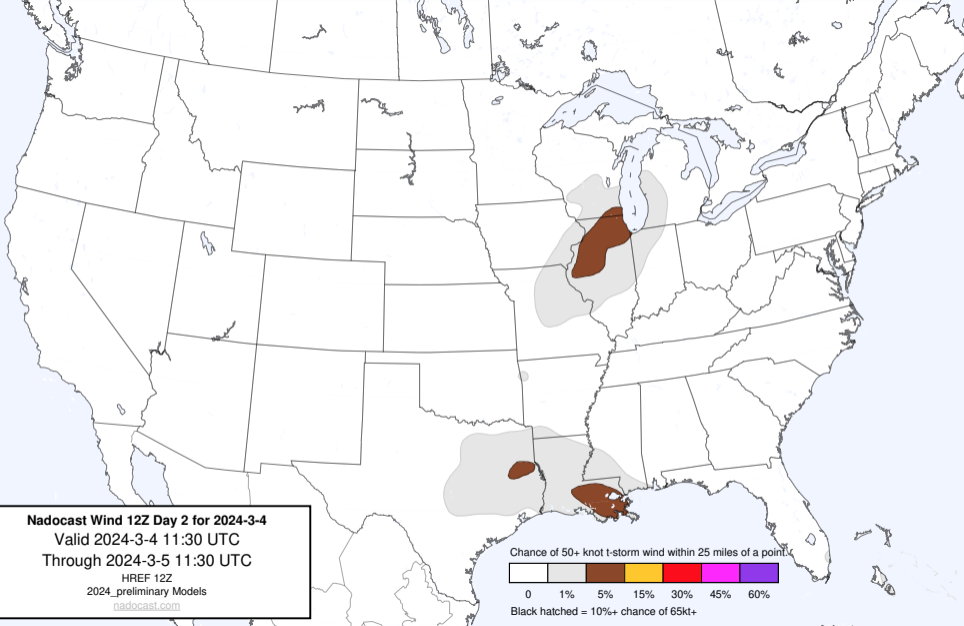 Nadocast Wind 12Z Day 2 for 2024-3-4
Valid 2024-3-4 11:30 UTC
Through 2024-3-5 11:30 UTC
HREF 12Z
2024_preliminary Models
nadocast.com
Chance of 50+ knot t-storm wind within 25 miles of a point.
0 1% 5% 15% 30% 45% 60%
Black hatched = 10%+ chance of 65kt+